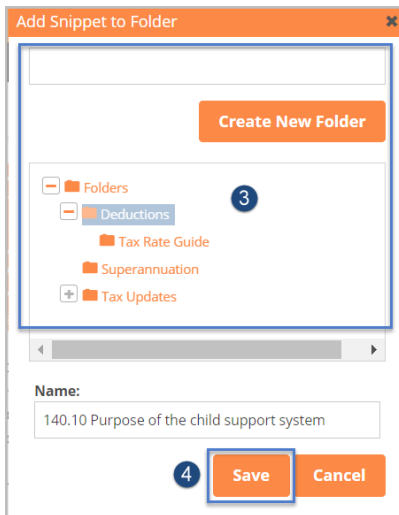 Add Snippet to Folder
Create New Folder
Folders
3
Deductions
Tax Rate Guide
Superannuation
Tax Updates
Name:
140.10 Purpose of the child support system
4 Save Cancel